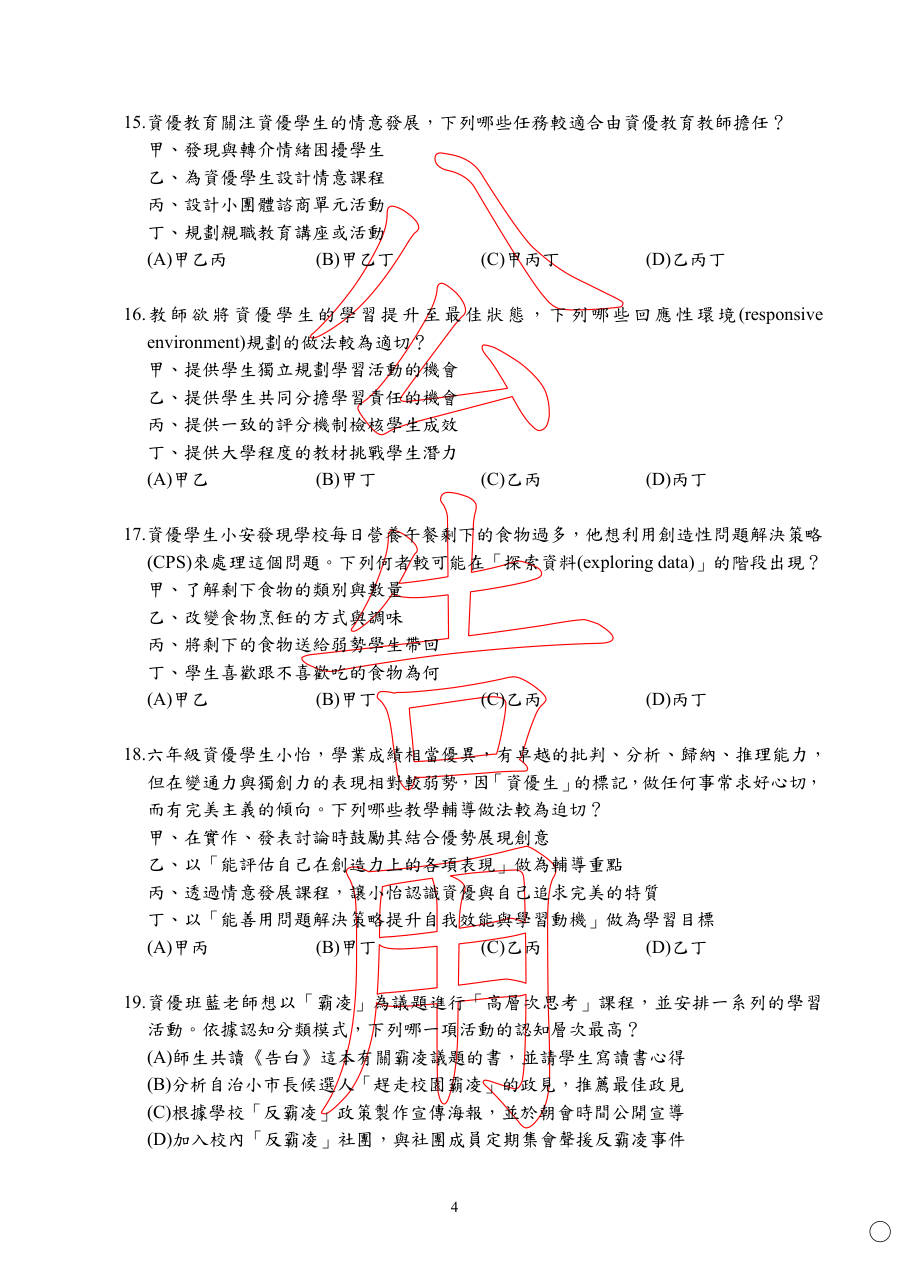 15.資優教育關注資優學生的情意發展，下列哪些任務較適合由資優教育教師擔任？
甲、發現與轉介情緒困擾學生
乙、為資優學生設計情意課程
丙、設計小團體諮商單元活動
丁、規劃親職教育講座或活動
(A)甲乙丙 (B)甲乙丁 (C)甲丙丁 (D)乙丙丁
16.教師欲將資優學生的學習提升至最佳狀態，下列哪些回應性環境(responsive
environment)規劃的做法較為適切？
甲、提供學生獨立規劃學習活動的機會
乙、提供學生共同分擔學習責任的機會
丙、提供一致的評分機制檢核學生成效
丁、提供大學程度的教材挑戰學生潛力
(A)甲乙 (B)甲丁 (C)乙丙 (D)丙丁
17.資優學生小安發現學校每日營養午餐剩下的食物過多，他想利用創造性問題解決策略
(CPS)來處理這個問題。下列何者較可能在「探索資料(exploring data)」的階段出現？
甲、了解剩下食物的類別與數量
乙、改變食物烹飪的方式與調味
丙、將剩下的食物送給弱勢學生帶回
丁、學生喜歡跟不喜歡吃的食物為何
(A)甲乙 (B)甲丁 (C)乙丙 (D)丙丁
18.六年級資優學生小怡，學業成績相當優異，有卓越的批判、分析、歸納、推理能力，
但在變通力與獨創力的表現相對較弱勢，因「資優生」的標記，做任何事常求好心切，
而有完美主義的傾向。下列哪些教學輔導做法較為迫切？
甲、在實作、發表討論時鼓勵其結合優勢展現創意
乙、以「能評估自己在創造力上的各項表現」做為輔導重點
丙、透過情意發展課程，讓小怡認識資優與自己追求完美的特質
丁、以「能善用問題解決策略提升自我效能與學習動機」做為學習目標
(A)甲丙 (B)甲丁 (C)乙丙 (D)乙丁
19.資優班藍老師想以「霸凌」為議題進行「高層次思考」課程，並安排一系列的學習
活動。依據認知分類模式，下列哪一項活動的認知層次最高？
(A)師生共讀《告白》這本有關霸凌議題的書，並請學生寫讀書心得
(B)分析自治小市長候選人「趕走校園霸凌」的政見，推薦最佳政見
(C)根據學校「反霸凌」政策製作宣傳海報，並於朝會時間公開宣導
(D)加入校內「反霸凌」社團，與社團成員定期集會聲援反霸凌事件
公告用
4